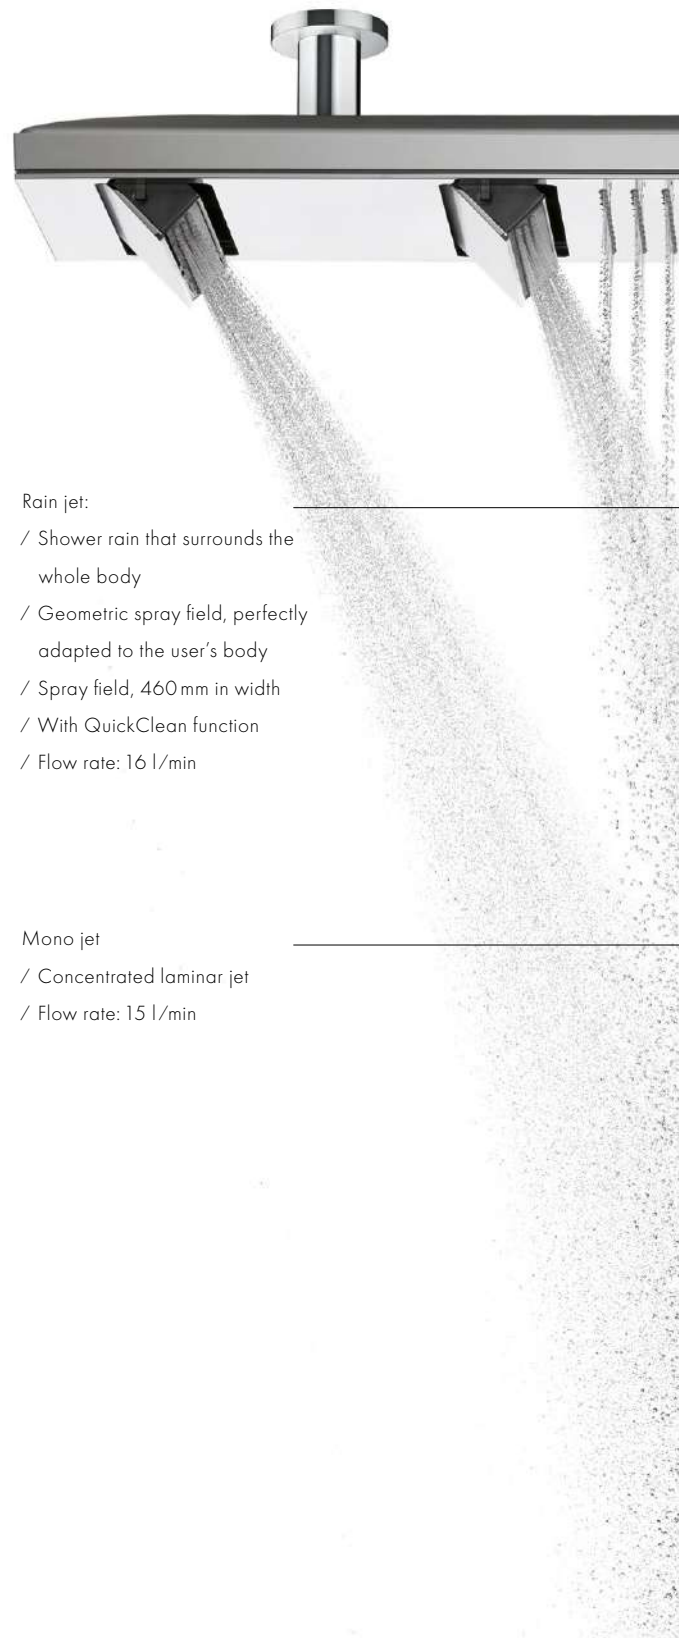 Rain jet:
/ Shower rain that surrounds the
whole body
/ Geometric spray field, perfectly
adapted to the user's body
/ Spray field, 460 mm in width
/ With QuickClean function
/ Flow rate: 16 l/min
Mono jet
/ Concentrated laminar jet
/ Flow rate: 15 l/min